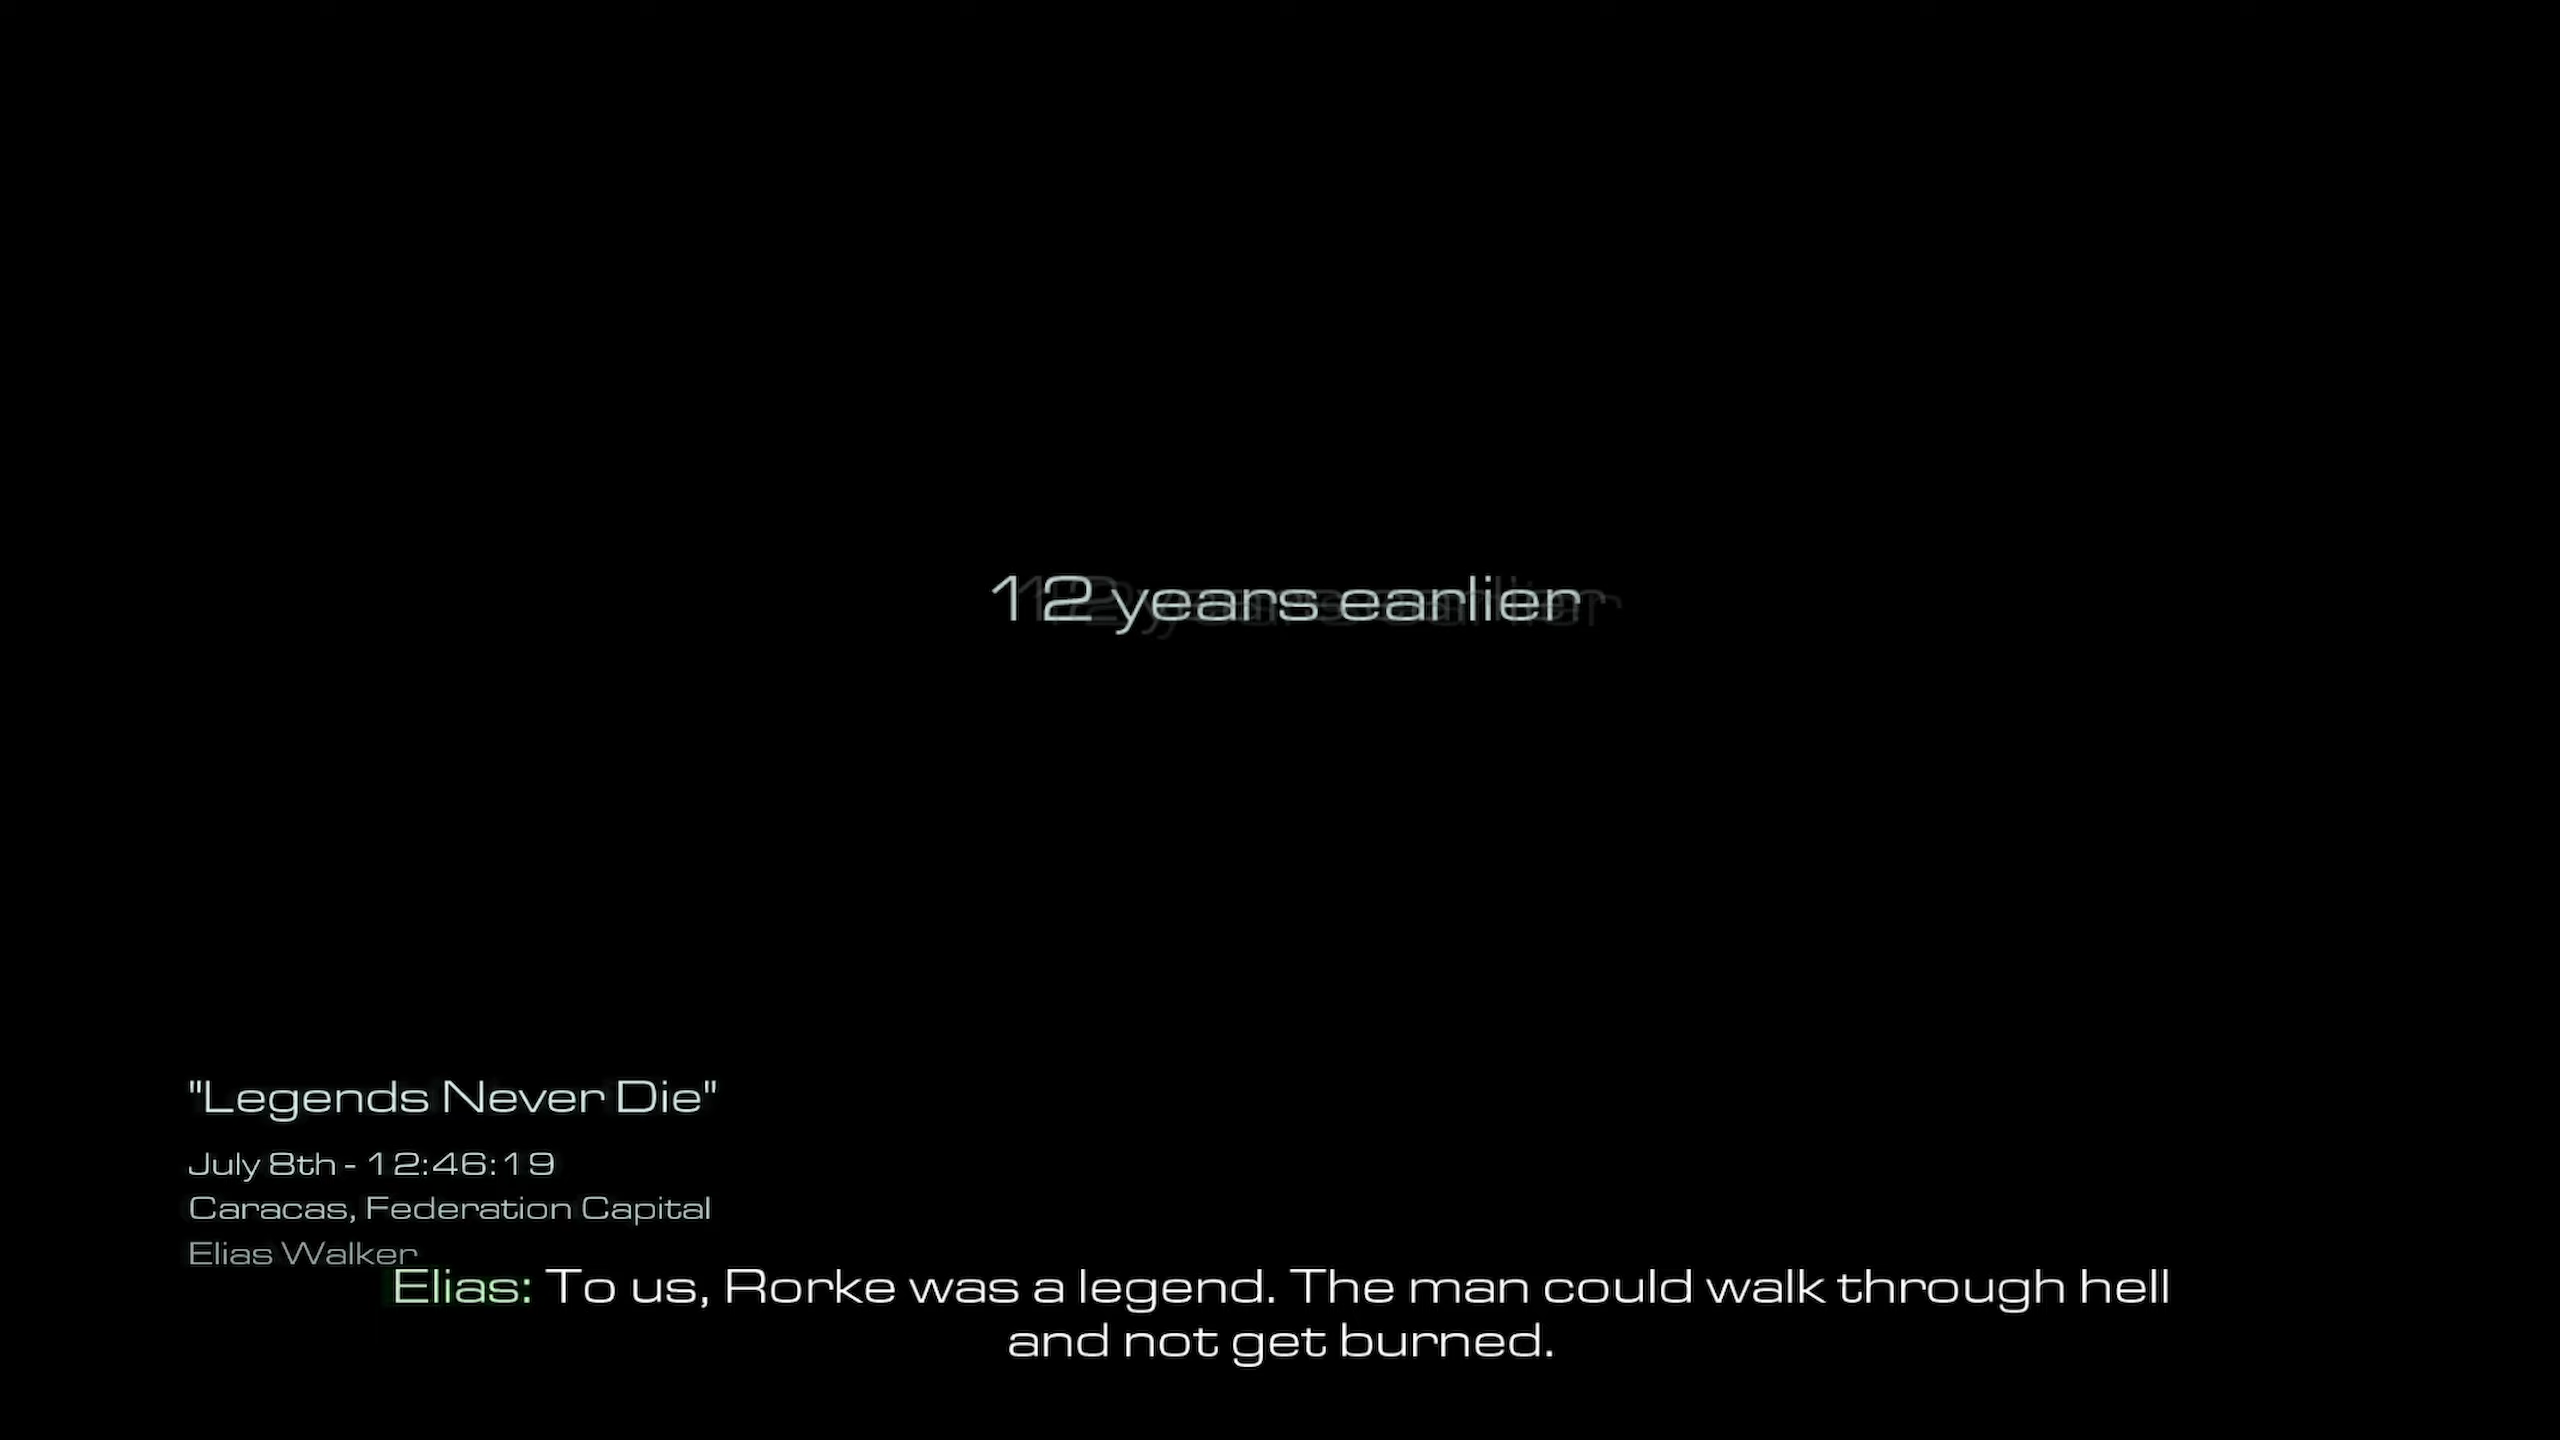 12 years earlier
"Legends Never Die"
July 8th - 12:46:19
Caracas, Federation Capital
Elias Walker
Elias: To us, Rorke was a legend. The man could walk through hell
and not get burned.